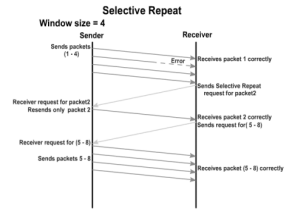 Selective Repeat
Window size = 4
Sender
Receiver
Sends packets
(1 - 4)
Error
Receives packet 1 correctly
Sends Selective Repeat
request for packet2
Receiver request for packet2
Resends only packet 2
Receives packet 2 correctly
Sends request for( 5 - 8)
Receiver request for (5 - 8)
Sends packets 5 - 8
Receives packet (5 - 8) correctly